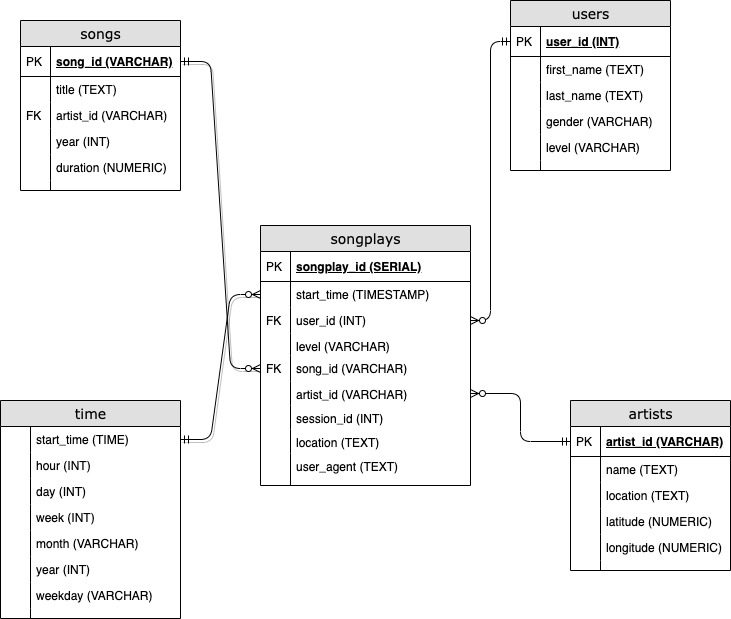 songs
PK song_id (VARCHAR)
title (TEXT)
FK artist_id (VARCHAR)
year (INT)
duration (NUMERIC)
users
PK user_id (INT)
first_name (TEXT)
last_name (TEXT)
gender (VARCHAR)
level (VARCHAR)
songplays
PK songplay_id (SERIAL)
start_time (TIMESTAMP)
FK user_id (INT)
level (VARCHAR)
FK song_id (VARCHAR)
artist_id (VARCHAR)
session_id (INT)
location (TEXT)
user_agent (TEXT)
time
start_time (TIME)
hour (INT)
day (INT)
week (INT)
month (VARCHAR)
year (INT)
weekday (VARCHAR)
artists
PK artist_id (VARCHAR)
name (TEXT)
location (TEXT)
latitude (NUMERIC)
longitude (NUMERIC)